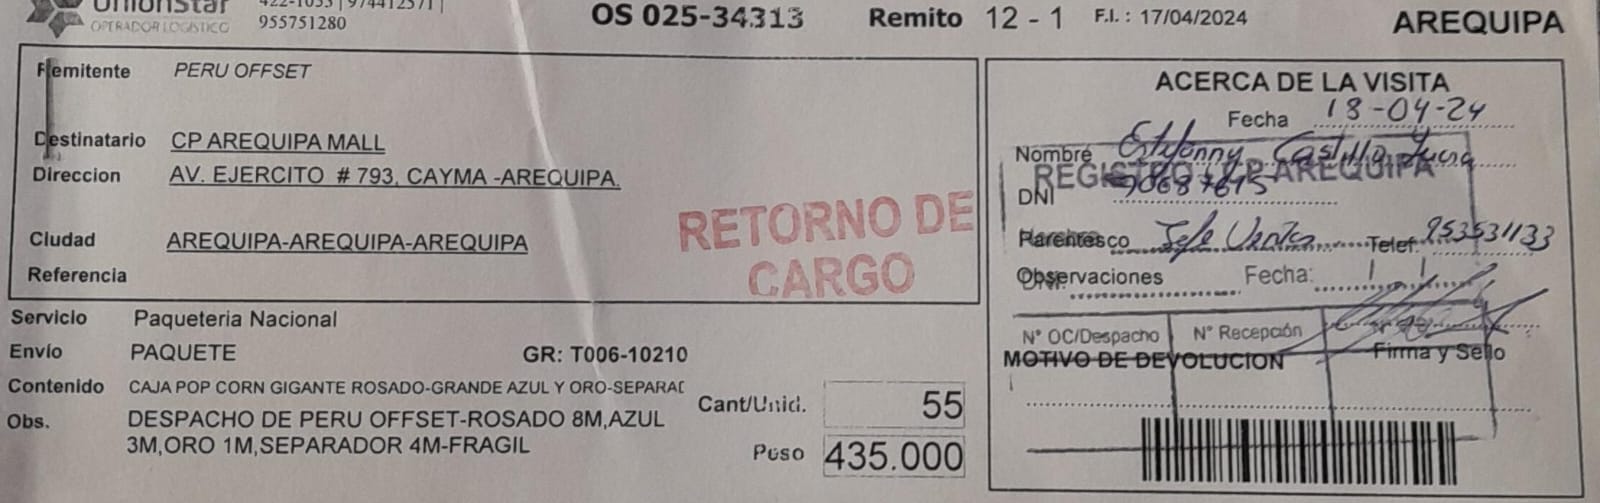 UnionStar
OPERADOR LOGISTICO
422-1053 | 974412571 |
955751280
OS 025-34313 Remito 12 - 1 F.I. : 17/04/2024 AREQUIPA
Remitente PERU OFFSET
Destinatario CP AREQUIPA MALL
Direccion AV. EJERCITO # 793, CAYMA -AREQUIPA.
Ciudad AREQUIPA-AREQUIPA-AREQUIPA
Referencia
RETORNO DE
CARGO
Servicio Paqueteria Nacional
Envío PAQUETE GR: T006-10210
Contenido CAJA POP CORN GIGANTE ROSADO-GRANDE AZUL Y ORO-SEPARAD
Obs. DESPACHO DE PERU OFFSET-ROSADO 8M,AZUL
3M,ORO 1M,SEPARADOR 4M-FRAGIL
Cant/Unid. 55
Peso 435.000
ACERCA DE LA VISITA
Fecha 18-04-24
Nombre Estefanny Castillo
REGISTRO CP AREQUIPA
DNI 70687615
Parentesco Jefe Ventas Telef. 953531133
Observaciones Fecha:
N° OC/Despacho N° Recepción
MOTIVO DE DEVOLUCION Firma y Sello